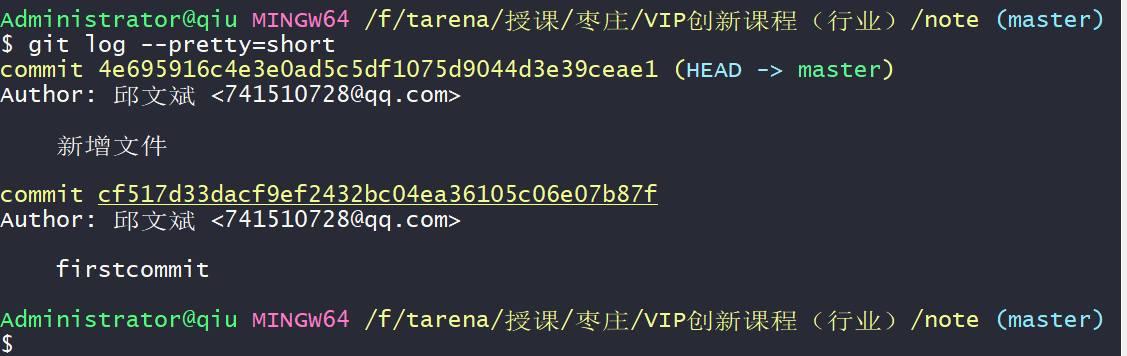 Administrator@qiu MINGW64 /f/tarena/授课/枣庄/VIP创新课程（行业）/note (master)
$ git log --pretty=short
commit 4e695916c4e3e0ad5c5df1075d9044d3e39ceae1 (HEAD -> master)
Author: 邱文斌 <741510728@qq.com>
新增文件
commit cf517d33dacf9ef2432bc04ea36105c06e07b87f
Author: 邱文斌 <741510728@qq.com>
firstcommit
Administrator@qiu MINGW64 /f/tarena/授课/枣庄/VIP创新课程（行业）/note (master)
$